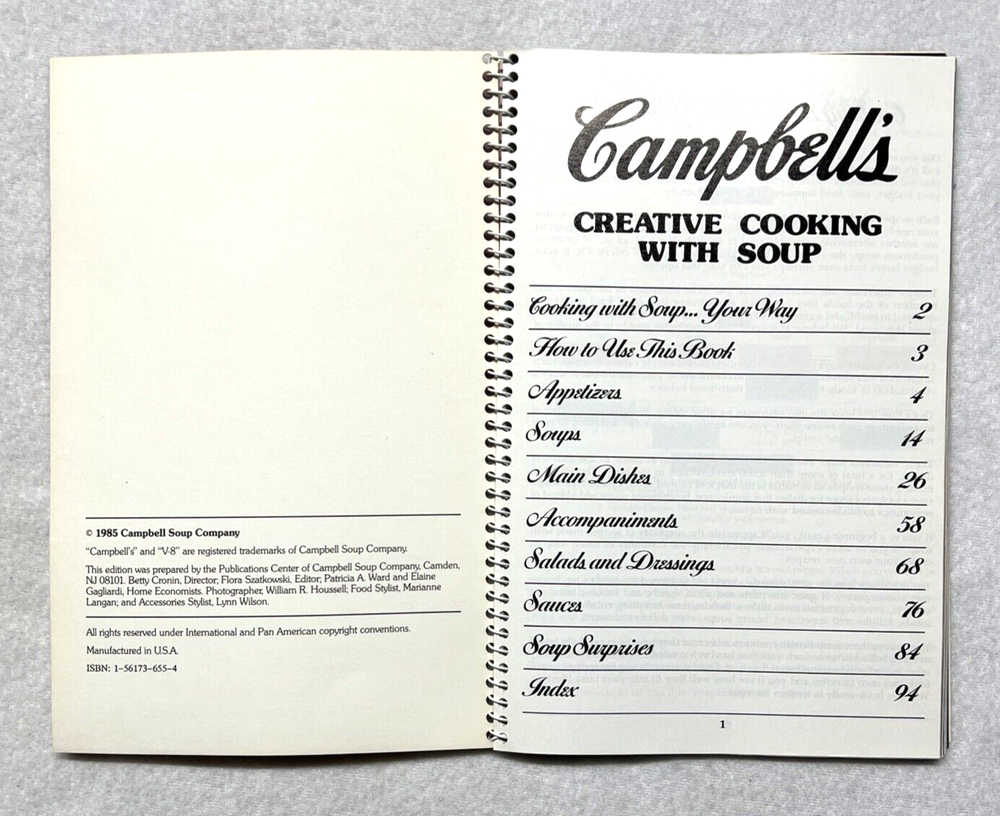 © 1985 Campbell Soup Company
"Campbell's" and "V-8" are registered trademarks of Campbell Soup Company.
This edition was prepared by the Publications Center of Campbell Soup Company, Camden,
NJ 08101. Betty Cronin, Director; Flora Szatkowski, Editor; Patricia A. Ward and Elaine
Gagliardi, Home Economists. Photographer, William R. Houssell; Food Stylist, Marianne
Langan; and Accessories Stylist, Lynn Wilson.
All rights reserved under International and Pan American copyright conventions.
Manufactured in U.S.A.
ISBN: 1-56173-655-4
Campbell's
CREATIVE COOKING
WITH SOUP
Cooking with Soup... Your Way 2
How to Use This Book 3
Appetizers 4
Soups 14
Main Dishes 26
Accompaniments 58
Salads and Dressings 68
Sauces 76
Soup Surprises 84
Index 94
1